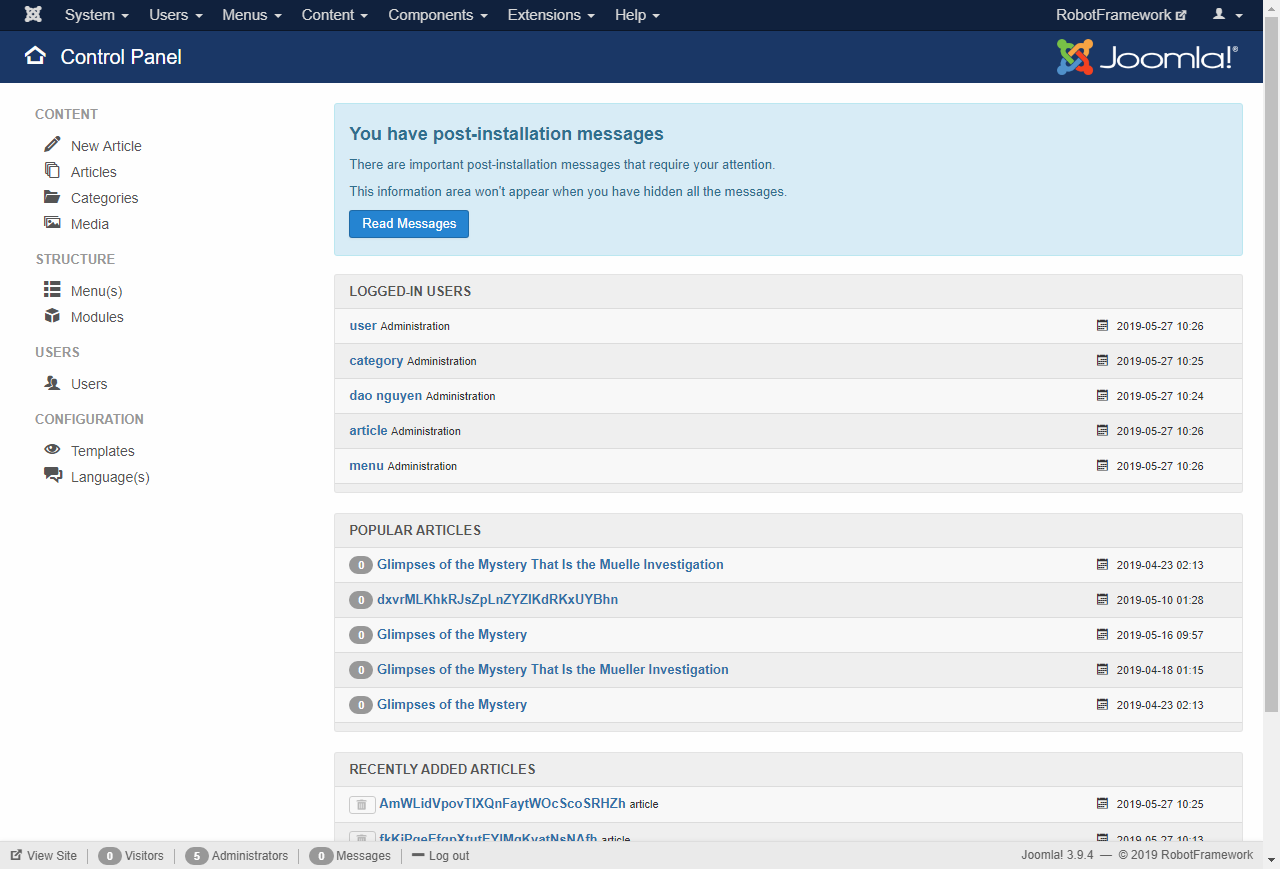 System Users Menus Content Components Extensions Help RobotFramework
Control Panel Joomla!®
CONTENT
New Article
Articles
Categories
Media
STRUCTURE
Menu(s)
Modules
USERS
Users
CONFIGURATION
Templates
Language(s)
You have post-installation messages
There are important post-installation messages that require your attention.
This information area won't appear when you have hidden all the messages.
Read Messages
LOGGED-IN USERS
user Administration 2019-05-27 10:26
category Administration 2019-05-27 10:25
dao nguyen Administration 2019-05-27 10:24
article Administration 2019-05-27 10:26
menu Administration 2019-05-27 10:26
POPULAR ARTICLES
0 Glimpses of the Mystery That Is the Muelle Investigation 2019-04-23 02:13
0 dxvrMLKhkRJsZpLnZYZIKdRKxUYBhn 2019-05-10 01:28
0 Glimpses of the Mystery 2019-05-16 09:57
0 Glimpses of the Mystery That Is the Mueller Investigation 2019-04-18 01:15
0 Glimpses of the Mystery 2019-04-23 02:13
RECENTLY ADDED ARTICLES
AmWLidVpovTlXQnFaytWOcScoSRHZh article 2019-05-27 10:25
article 2019-05-27 10:13
View Site 0 Visitors 5 Administrators 0 Messages Log out Joomla! 3.9.4 — © 2019 RobotFramework